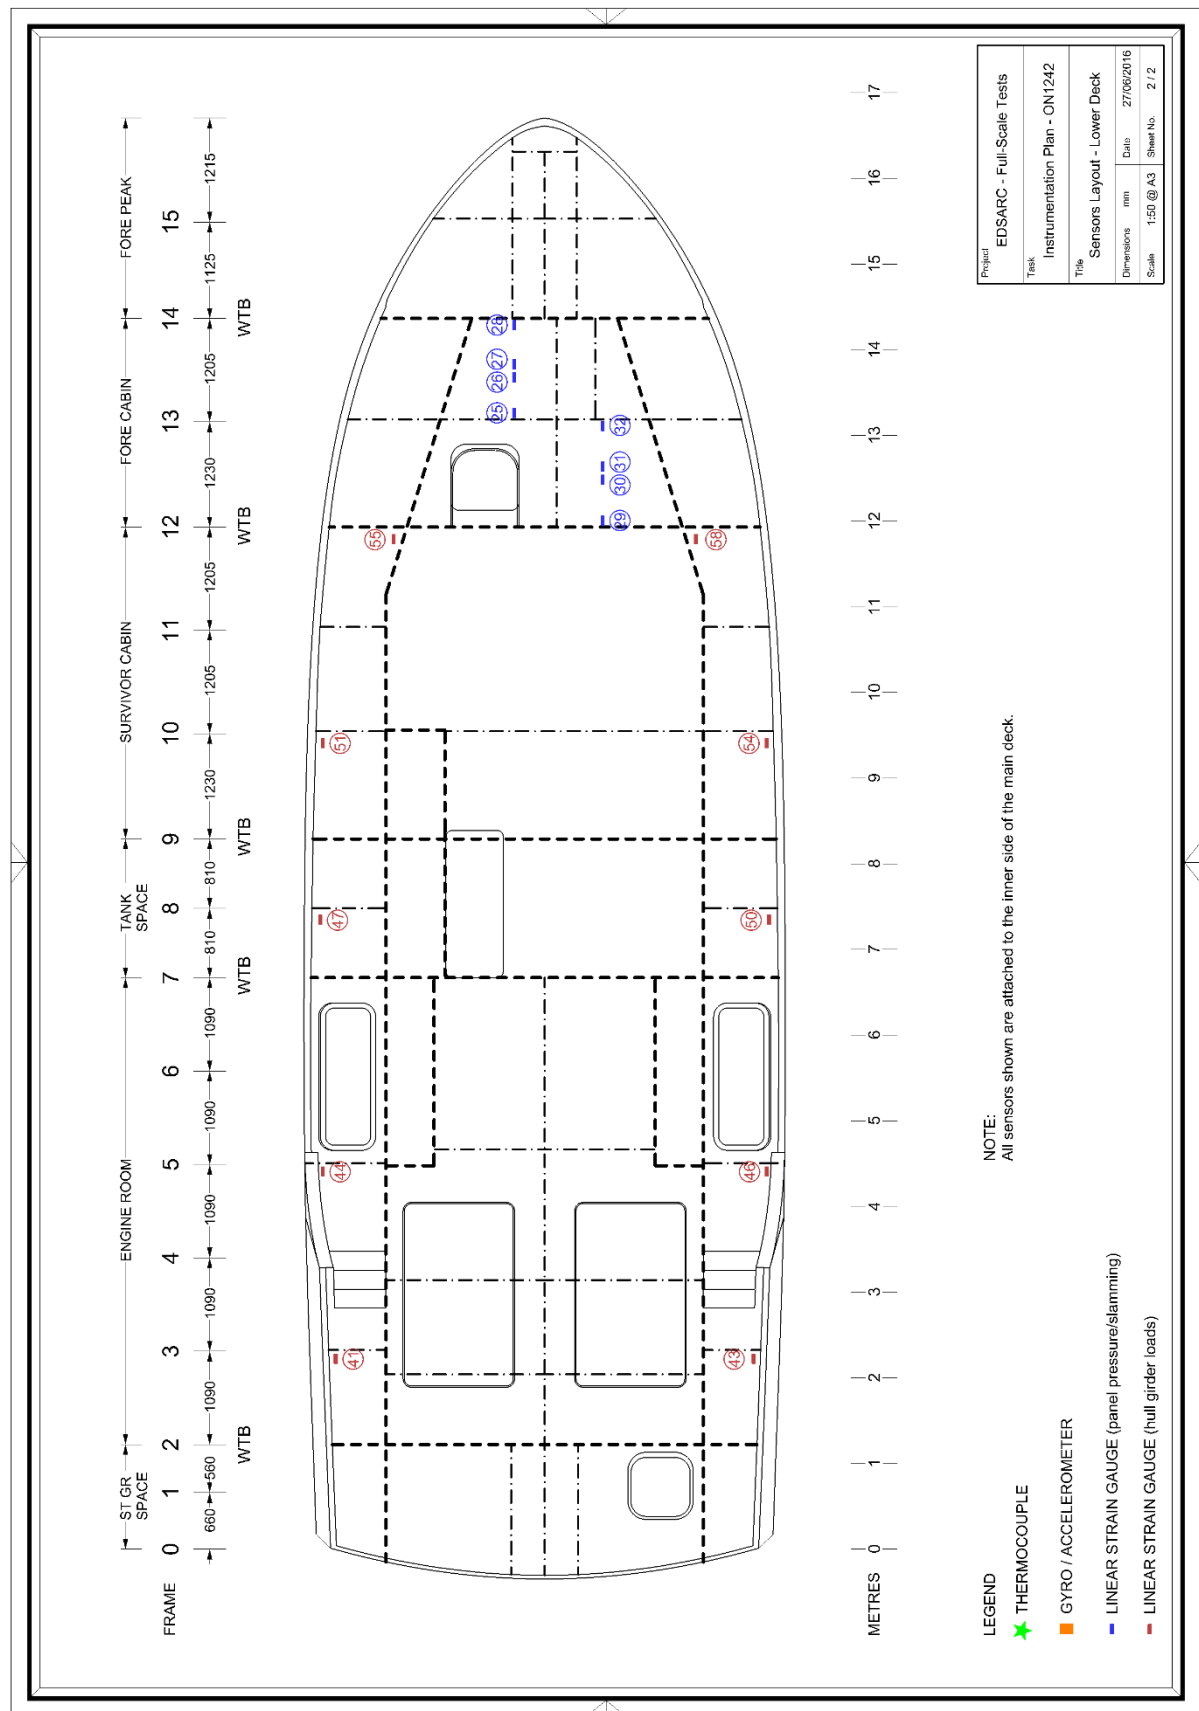 FRAME
0
1
2
3
4
5
6
7
8
9
10
11
12
13
14
15
ST GR
SPACE
ENGINE ROOM
TANK
SPACE
SURVIVOR CABIN
FORE CABIN
FORE PEAK
660
560
1090
1090
1090
1090
1090
810
810
1230
1205
1205
1230
1205
1125
1215
WTB
WTB
WTB
WTB
WTB
41
44
47
51
55
25
26
27
28
29
30
31
32
43
46
50
54
58
METRES
0
1
2
3
4
5
6
7
8
9
10
11
12
13
14
15
16
17
LEGEND
THERMOCOUPLE
GYRO / ACCELEROMETER
LINEAR STRAIN GAUGE (panel pressure/slamming)
LINEAR STRAIN GAUGE (hull girder loads)
NOTE:
All sensors shown are attached to the inner side of the main deck.
Project
EDSARC - Full-Scale Tests
Task
Instrumentation Plan - ON1242
Title
Sensors Layout - Lower Deck
Dimensions mm Date 27/06/2016
Scale 1:50 @ A3 Sheet No. 2 / 2